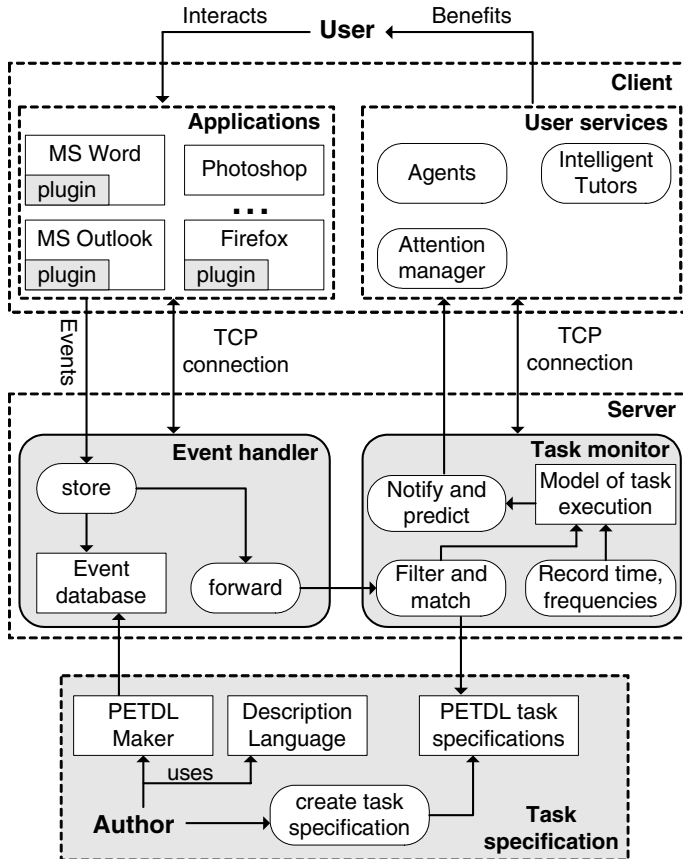 Interacts
User
Benefits
Client
Applications
User services
MS Word
plugin
Photoshop
...
MS Outlook
plugin
Firefox
plugin
Agents
Intelligent
Tutors
Attention
manager
Events
TCP
connection
TCP
connection
Server
Event handler
Task monitor
store
Event
database
forward
Notify and
predict
Model of task
execution
Filter and
match
Record time,
frequencies
PETDL
Maker
Description
Language
PETDL task
specifications
uses
Author
create task
specification
Task
specification